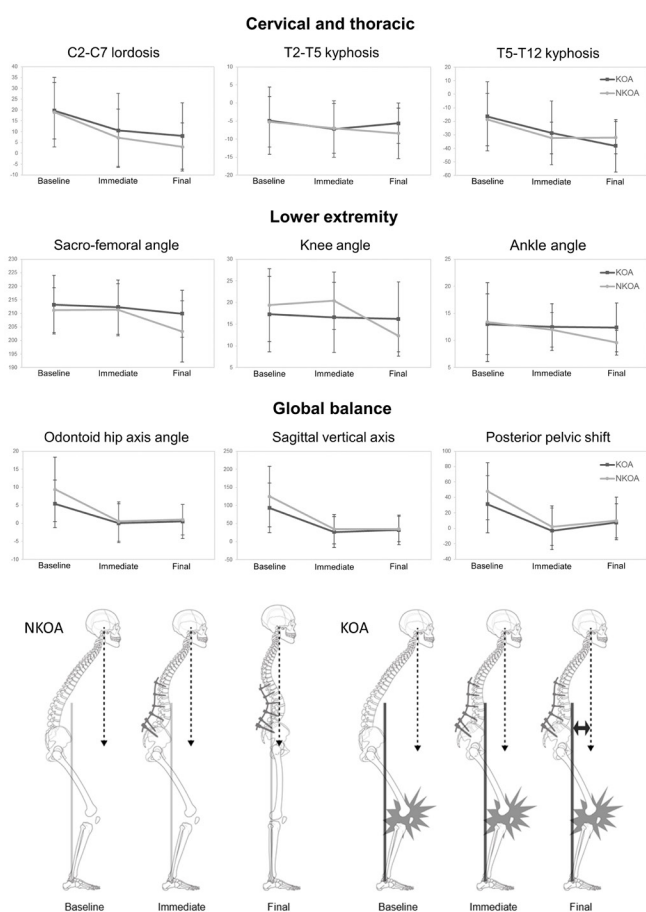 Cervical and thoracic
C2-C7 lordosis
T2-T5 kyphosis
T5-T12 kyphosis
40
35
30
25
20
15
10
5
0
-5
-10
Baseline Immediate Final
10
5
0
-5
-10
-15
-20
Baseline Immediate Final
20
10
0
-10
-20
-30
-40
-50
-60
KOA
NKOA
Baseline Immediate Final
Lower extremity
Sacro-femoral angle
Knee angle
Ankle angle
230
225
220
215
210
205
200
195
190
Baseline Immediate Final
30
25
20
15
10
5
Baseline Immediate Final
25
20
15
10
5
KOA
NKOA
Baseline Immediate Final
Global balance
Odontoid hip axis angle
Sagittal vertical axis
Posterior pelvic shift
20
15
10
5
0
-5
-10
Baseline Immediate Final
250
200
150
100
50
0
-50
Baseline Immediate Final
100
80
60
40
20
0
-20
-40
KOA
NKOA
Baseline Immediate Final
NKOA
KOA
Baseline Immediate Final
Baseline Immediate Final